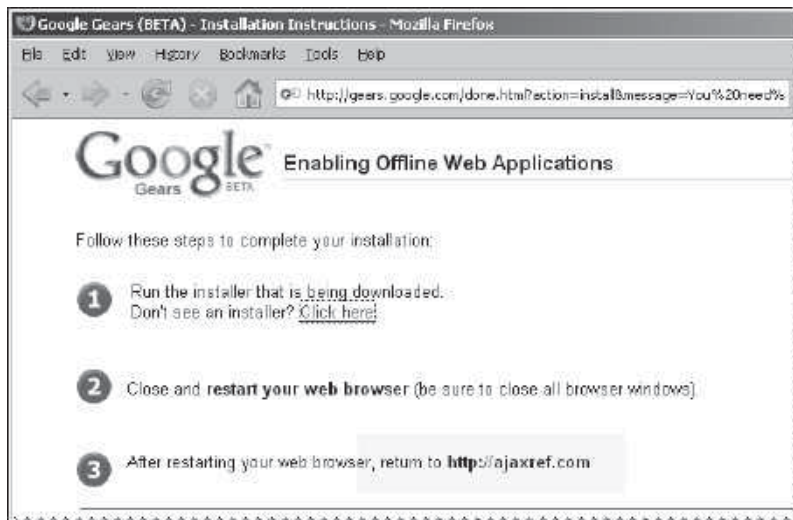 Google Gears (BETA) - Installation Instructions - Mozilla Firefox
File Edit View History Bookmarks Tools Help
http://gears.google.com/done.html?action=install&message=You%20need%
Google
Gears BETA
Enabling Offline Web Applications
Follow these steps to complete your installation:
1 Run the installer that is being downloaded.
Don't see an installer? Click here.
2 Close and restart your web browser (be sure to close all browser windows)
3 After restarting your web browser, return to http://ajaxref.com